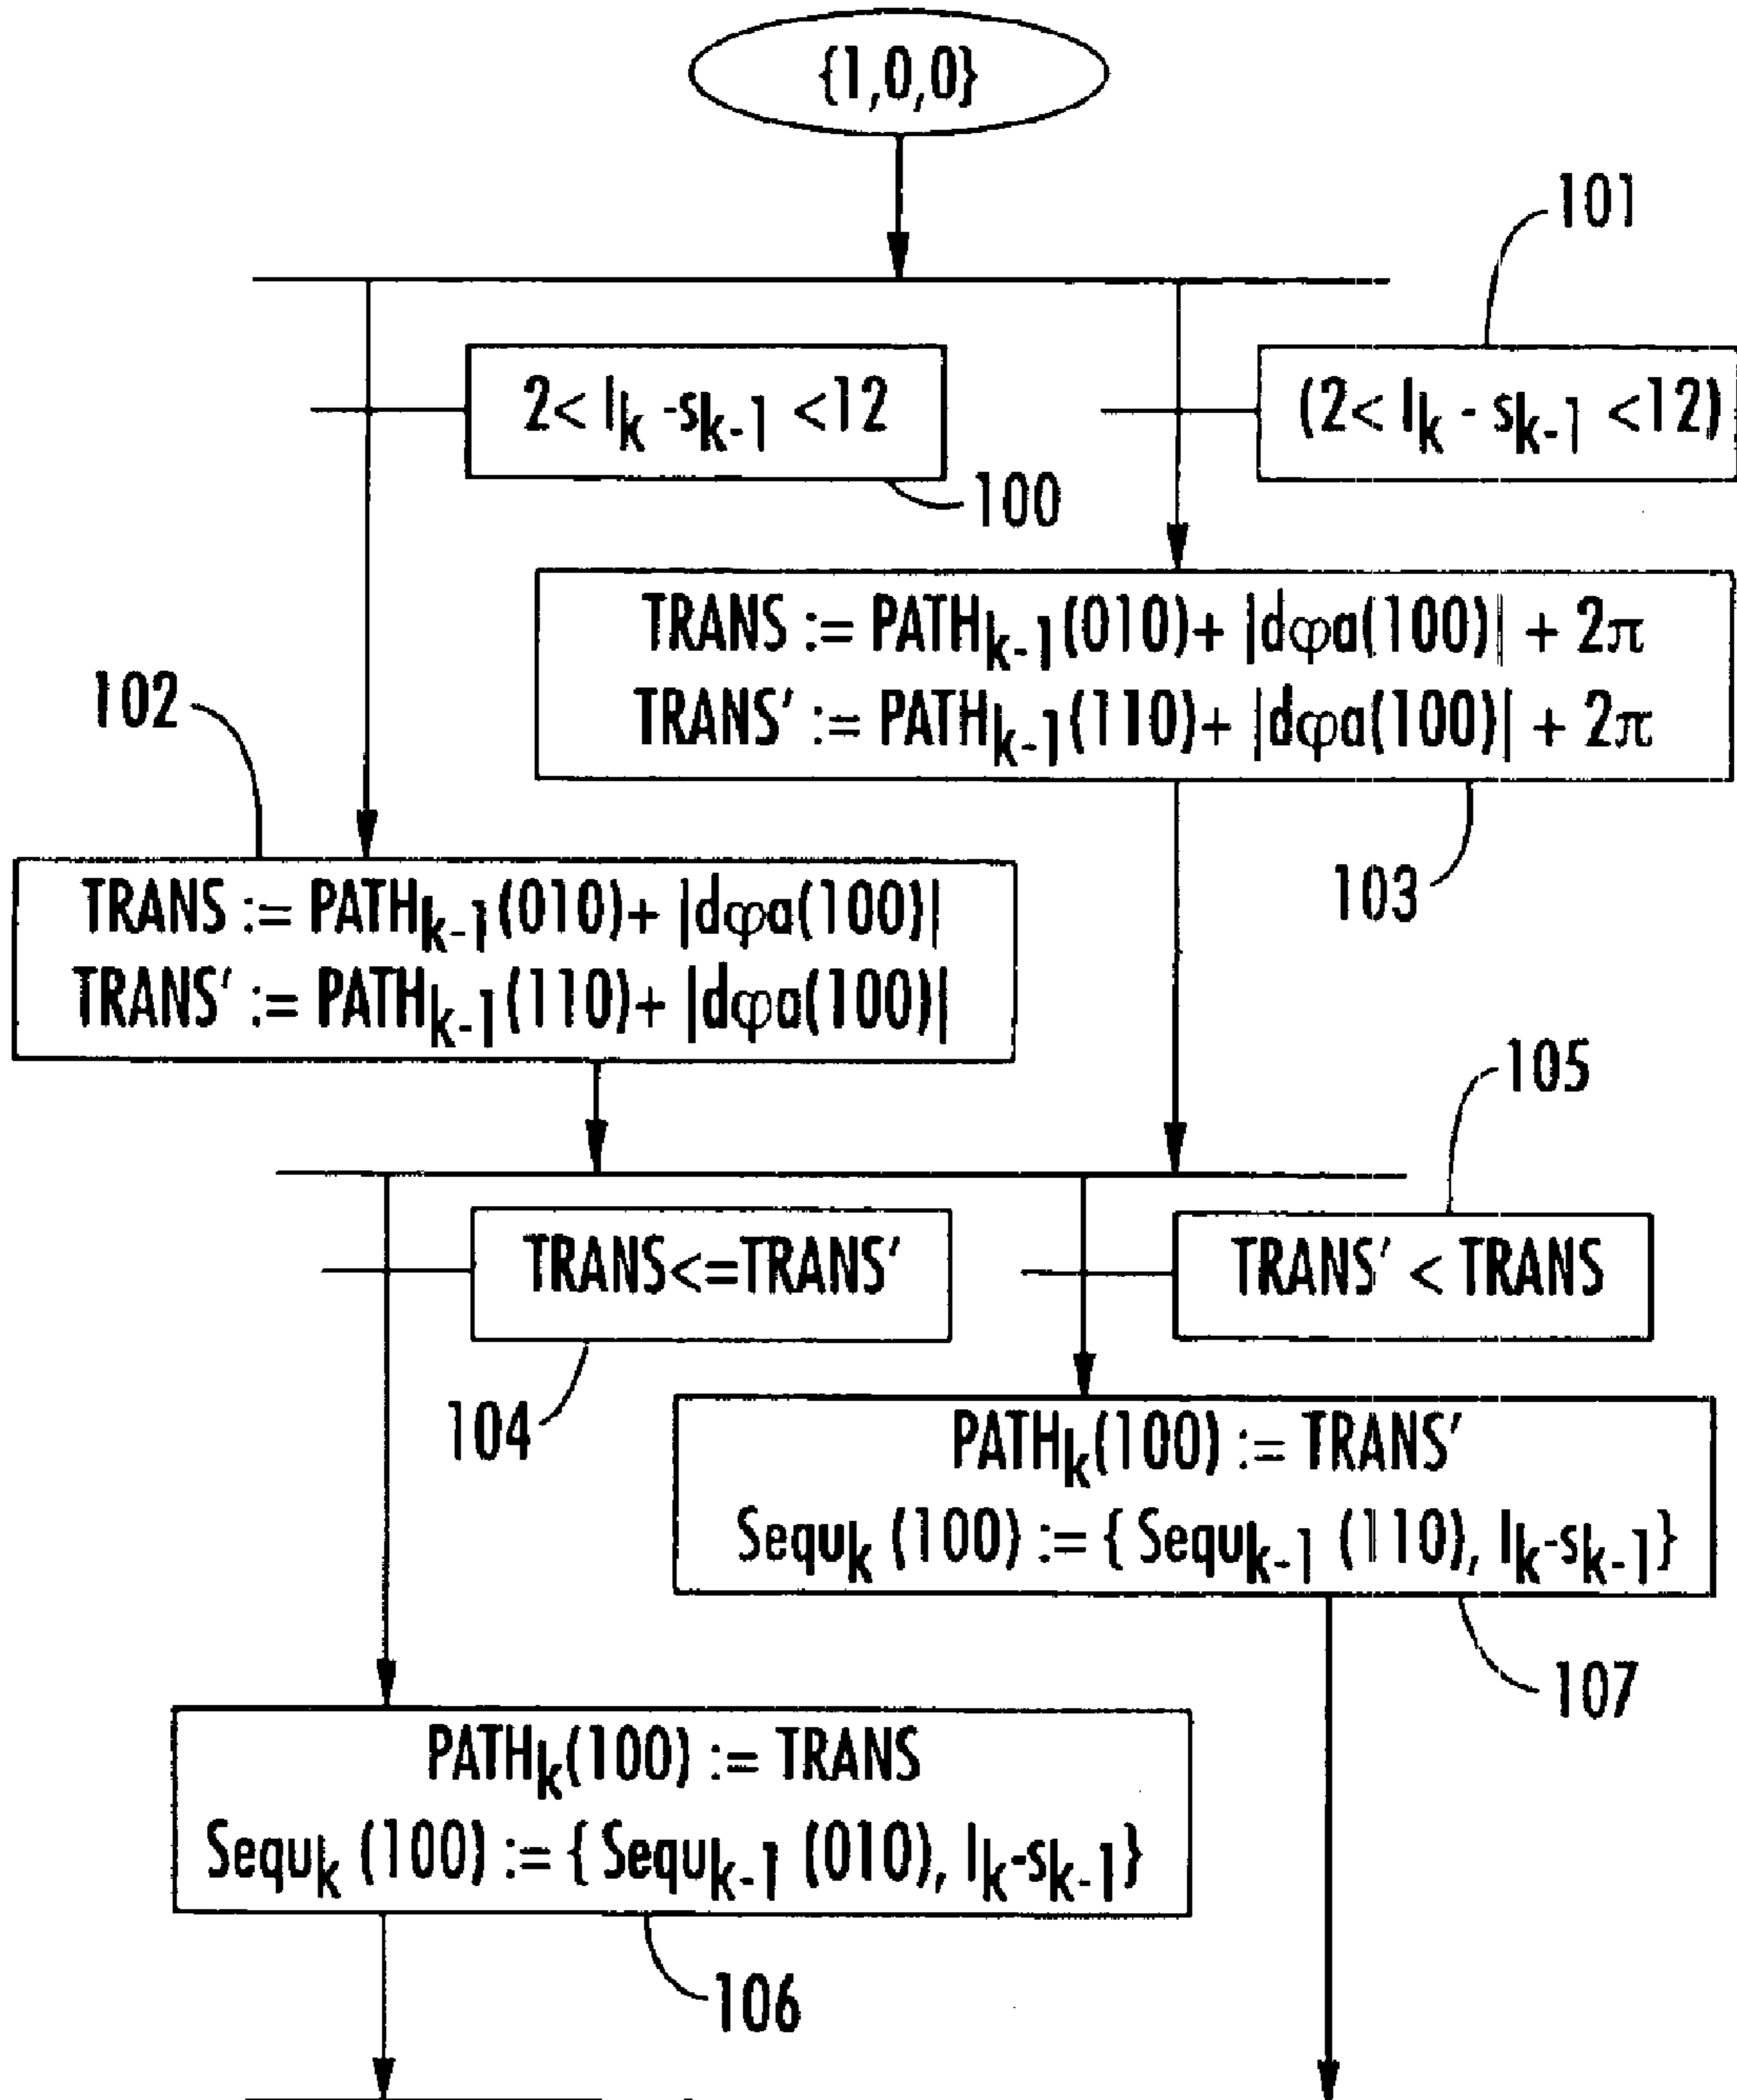 {1,0,0}
101
2< lk -sk-1 <12
(2< lk - sk-1 <12)
100
TRANS := PATHk-1(010)+ |dφa(100)| + 2π
TRANS' := PATHk-1(110)+ |dφa(100)| + 2π
102
103
TRANS := PATHk-1(010)+ |dφa(100)|
TRANS' := PATHk-1(110)+ |dφa(100)|
105
TRANS<=TRANS'
TRANS' < TRANS
104
PATHk(100) := TRANS'
Sequk (100) := { Sequk-1 (110), lk-sk-1}
107
PATHk(100) := TRANS
Sequk (100) := { Sequk-1 (010), lk-sk-1}
106